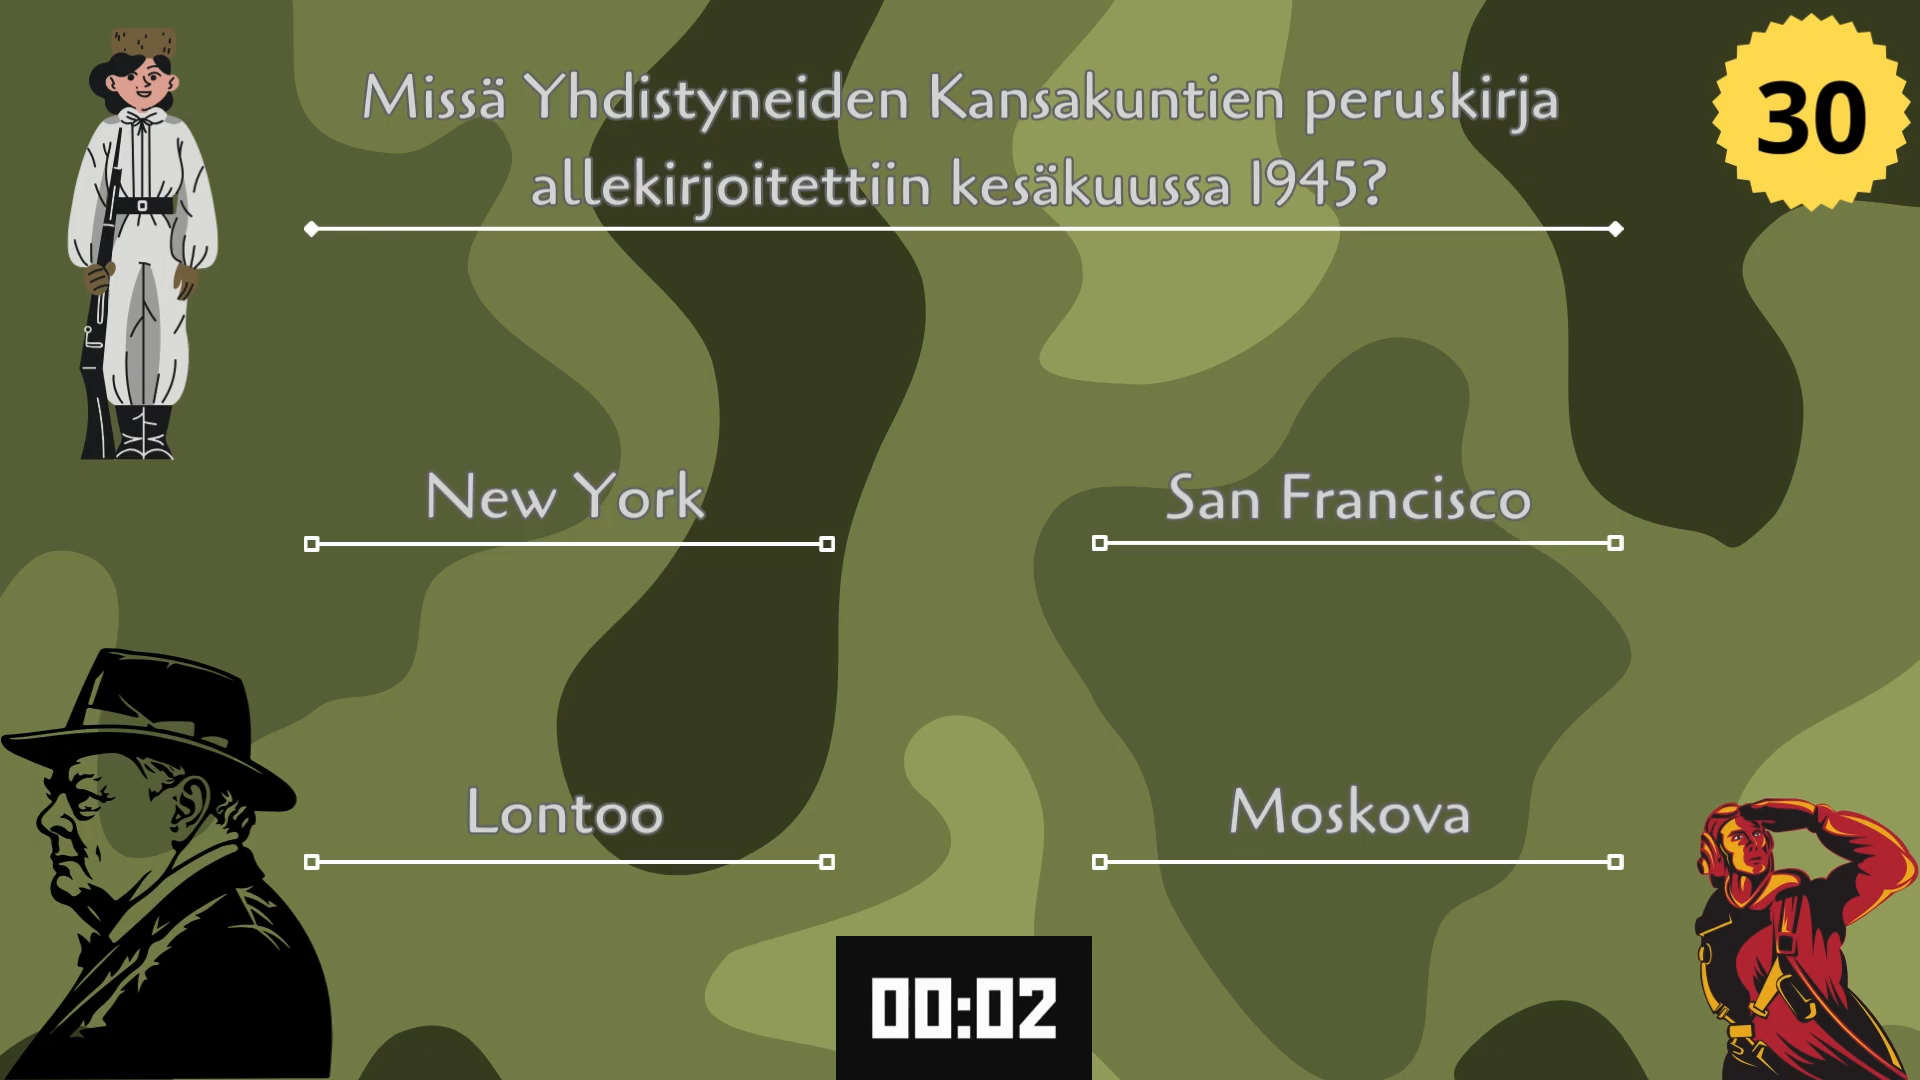 Missä Yhdistyneiden Kansakuntien peruskirja
allekirjoitettiin kesäkuussa 1945?
30
New York
San Francisco
Lontoo
Moskova
00:02